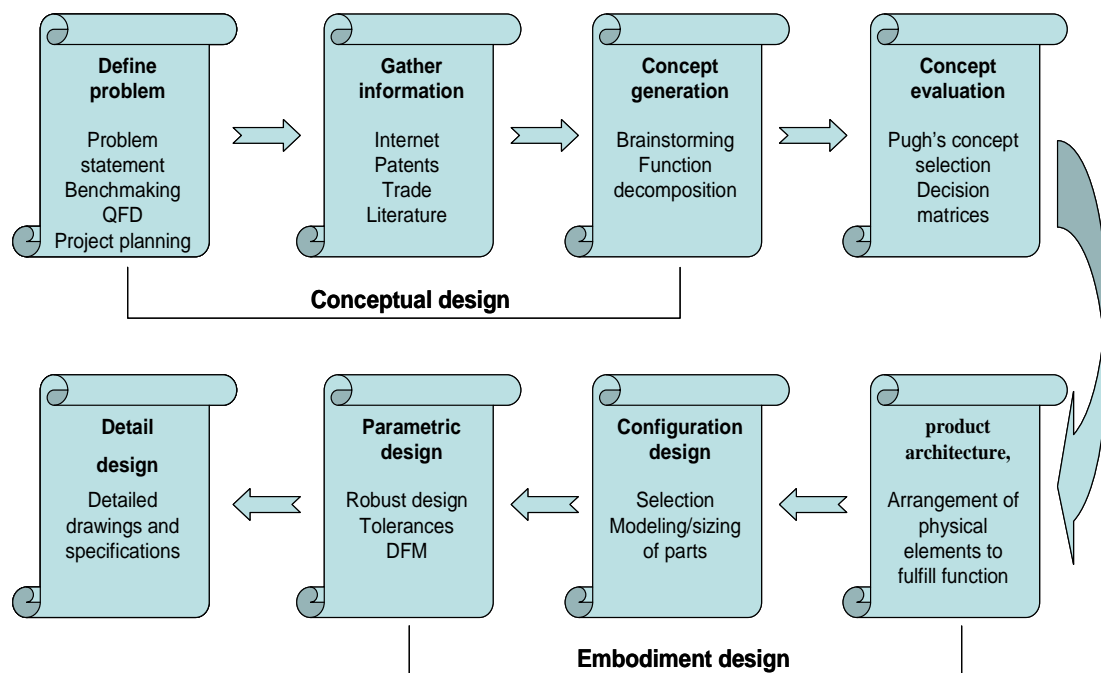 Define
problem
Problem
statement
Benchmaking
QFD
Project planning
Gather
information
Internet
Patents
Trade
Literature
Concept
generation
Brainstorming
Function
decomposition
Concept
evaluation
Pugh's concept
selection
Decision
matrices
Conceptual design
Detail
design
Detailed
drawings and
specifications
Parametric
design
Robust design
Tolerances
DFM
Configuration
design
Selection
Modeling/sizing
of parts
product
architecture,
Arrangement of
physical
elements to
fulfill function
Embodiment design